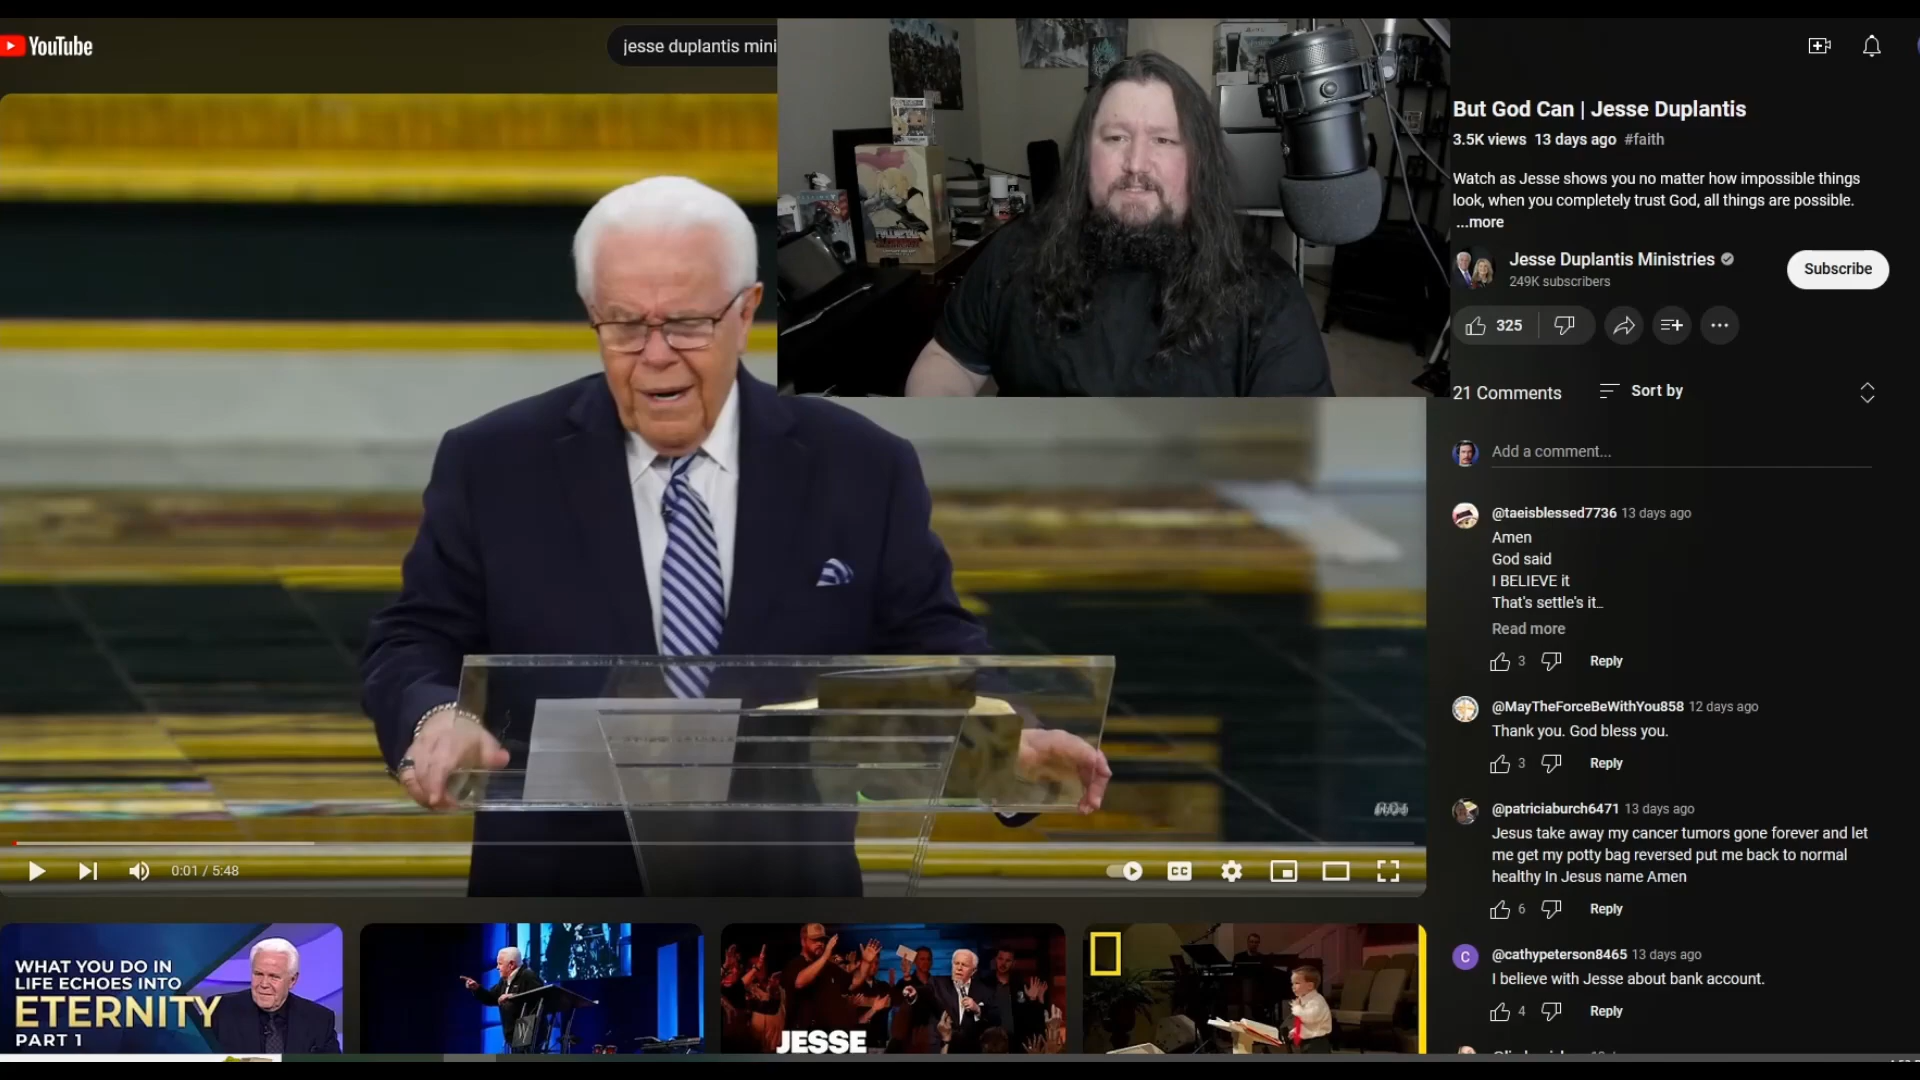 YouTube
jesse duplantis mini
But God Can | Jesse Duplantis
3.5K views 13 days ago #faith
Watch as Jesse shows you no matter how impossible things
look, when you completely trust God, all things are possible.
...more
Jesse Duplantis Ministries
249K subscribers
Subscribe
325
21 Comments
Sort by
Add a comment...
@taeisblessed7736 13 days ago
Amen
God said
I BELIEVE it
That's settle's it...
Read more
3
Reply
@MayTheForceBeWithYou858 12 days ago
Thank you. God bless you.
3
Reply
@patriciaburch6471 13 days ago
Jesus take away my cancer tumors gone forever and let
me get my potty bag reversed put me back to normal
healthy In Jesus name Amen
6
Reply
C
@cathypeterson8465 13 days ago
I believe with Jesse about bank account.
4
Reply
0:01 / 5:48
CC
WHAT YOU DO IN
LIFE ECHOES INTO
ETERNITY
PART 1
JESSE